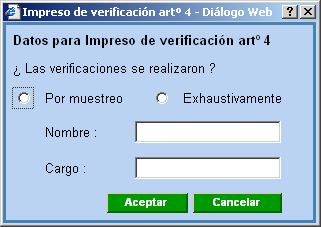 Impreso de verificación artº 4 - Diálogo Web
Datos para Impreso de verificación artº 4
¿ Las verificaciones se realizaron ?
Por muestreo Exhaustivamente
Nombre :
Cargo :
Aceptar Cancelar